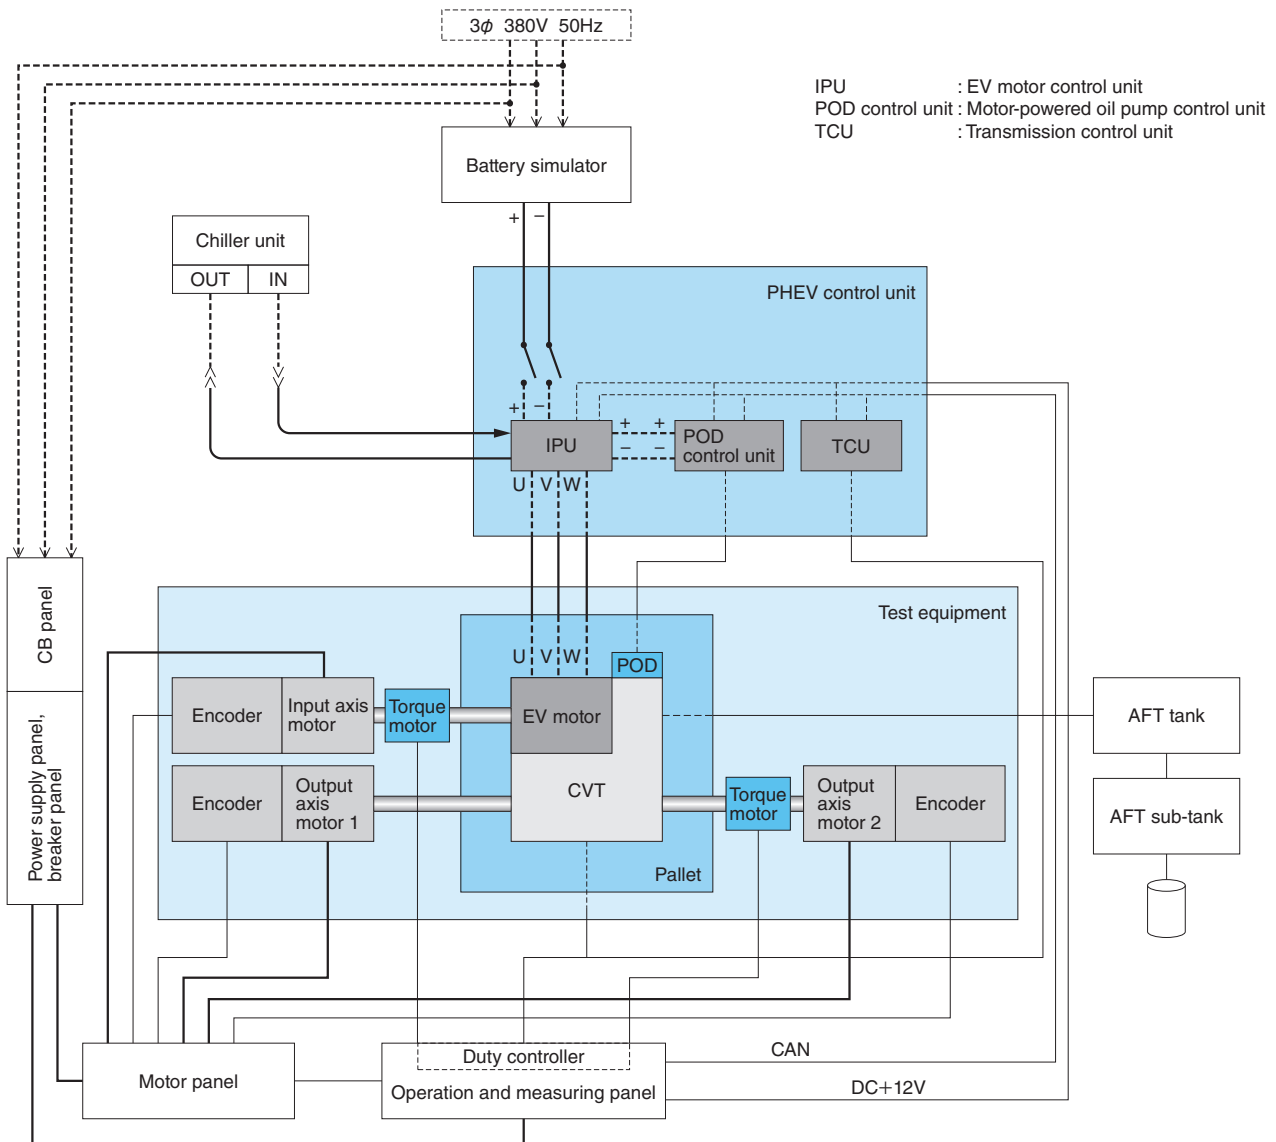 3ϕ 380V 50Hz
IPU : EV motor control unit
POD control unit : Motor-powered oil pump control unit
TCU : Transmission control unit
Battery simulator
+ −
Chiller unit
OUT IN
PHEV control unit
+ −
+ +
− −
IPU
POD
control unit
TCU
U V W
Test equipment
CB panel
Power supply panel,
breaker panel
U V W
POD
Encoder
Input axis
motor
Torque
motor
EV motor
AFT tank
CVT
Encoder
Output
axis
motor 1
Torque
motor
Output
axis
motor 2
Encoder
AFT sub-tank
Pallet
Motor panel
Duty controller
Operation and measuring panel
CAN
DC+12V